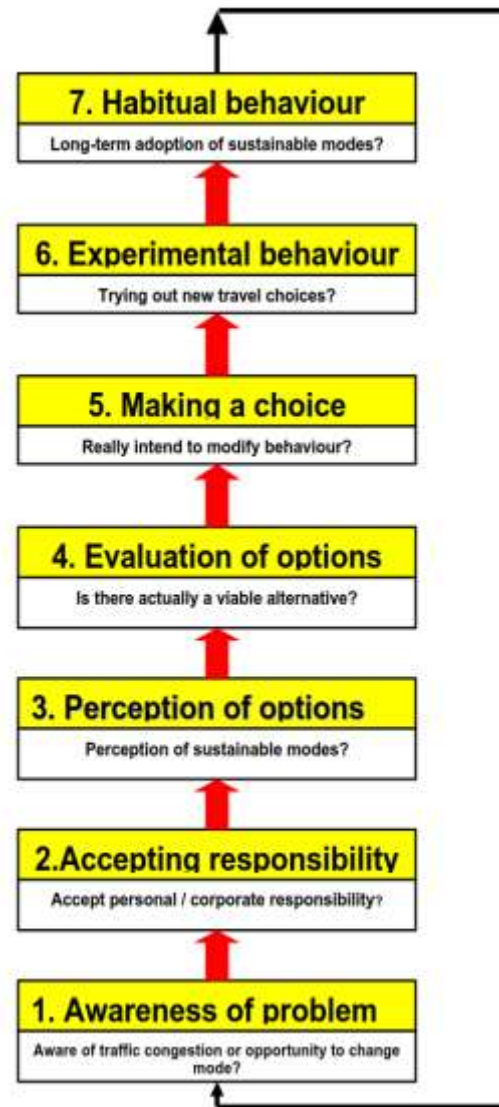 7. Habitual behaviour
Long-term adoption of sustainable modes?
6. Experimental behaviour
Trying out new travel choices?
5. Making a choice
Really intend to modify behaviour?
4. Evaluation of options
Is there actually a viable alternative?
3. Perception of options
Perception of sustainable modes?
2.Accepting responsibility
Accept personal / corporate responsibility?
1. Awareness of problem
Aware of traffic congestion or opportunity to change
mode?